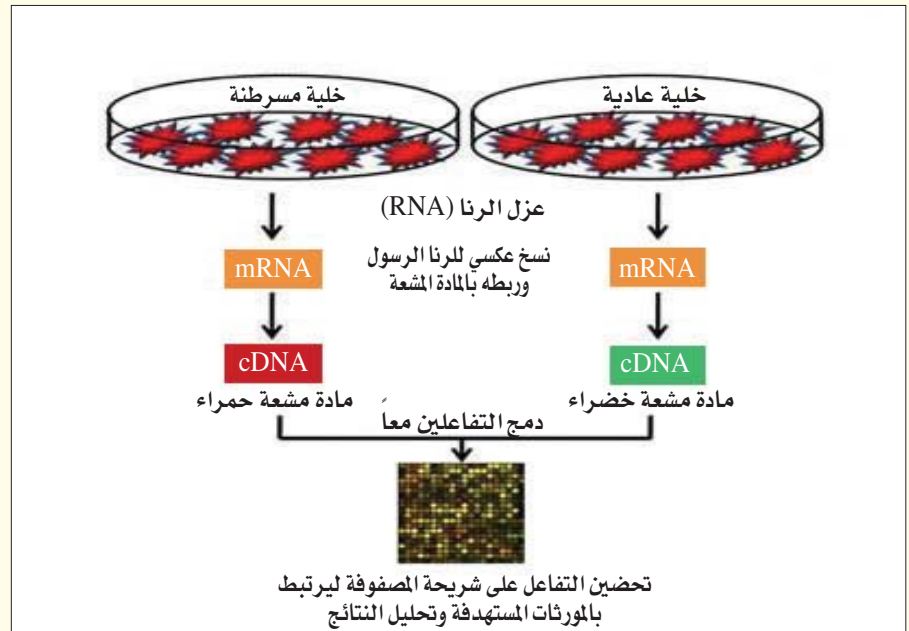 خلية عادية
خلية مسرطنة
عزل الرنا (RNA)
نسخ عكسي للرنا الرسول
وربطه بالمادة المشعة
mRNA
mRNA
cDNA
cDNA
مادة مشعة خضراء
مادة مشعة حمراء
دمج التفاعلين معاً
تحضين التفاعل على شريحة المصفوفة ليرتبط
بالمورثات المستهدفة وتحليل النتائج